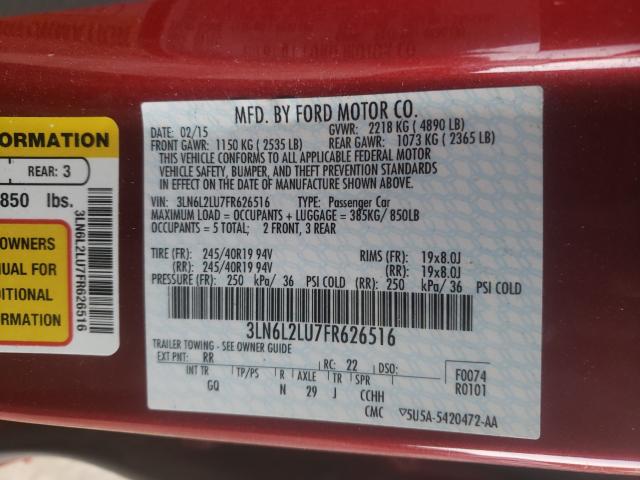 ORMATION
REAR: 3
850 lbs.
OWNERS
NUAL FOR
DITIONAL
FORMATION
3LN6L2LU7FR626516
MFD. BY FORD MOTOR CO.
DATE: 02/15 GVWR: 2218 KG ( 4890 LB)
FRONT GAWR: 1150 KG ( 2535 LB) REAR GAWR: 1073 KG ( 2365 LB)
THIS VEHICLE CONFORMS TO ALL APPLICABLE FEDERAL MOTOR
VEHICLE SAFETY, BUMPER, AND THEFT PREVENTION STANDARDS
IN EFFECT ON THE DATE OF MANUFACTURE SHOWN ABOVE.
VIN: 3LN6L2LU7FR626516 TYPE: Passenger Car
MAXIMUM LOAD = OCCUPANTS + LUGGAGE = 385KG/ 850LB
OCCUPANTS = 5 TOTAL; 2 FRONT, 3 REAR
TIRE (FR): 245/40R19 94V RIMS (FR): 19x8.0J
(RR): 245/40R19 94V (RR): 19x8.0J
PRESSURE (FR): 250 kPa/ 36 PSI COLD (RR): 250 kPa/ 36 PSI COLD
3LN6L2LU7FR626516
TRAILER TOWING - SEE OWNER GUIDE
EXT PNT: RR RC: 22 DSO: F0074
R0101
INT TR TP/PS R AXLE TR SPR
GQ N 29 J CCHH
CMC ▽5U5A-5420472-AA